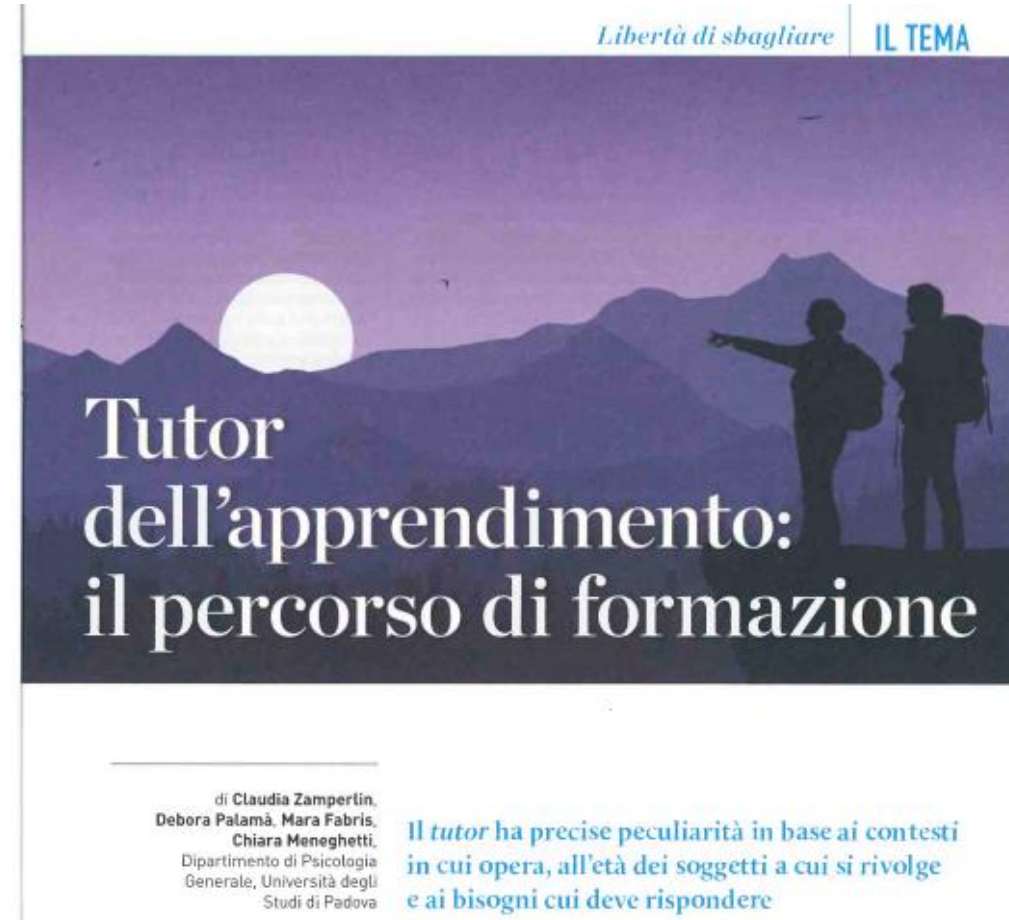 Libertà di sbagliare IL TEMA
Tutor
dell'apprendimento:
il percorso di formazione
di Claudia Zamperlin,
Debora Palamà, Mara Fabris,
Chiara Meneghetti,
Dipartimento di Psicologia
Generale, Università degli
Studi di Padova
Il tutor ha precise peculiarità in base ai contesti
in cui opera, all'età dei soggetti a cui si rivolge
e ai bisogni cui deve rispondere